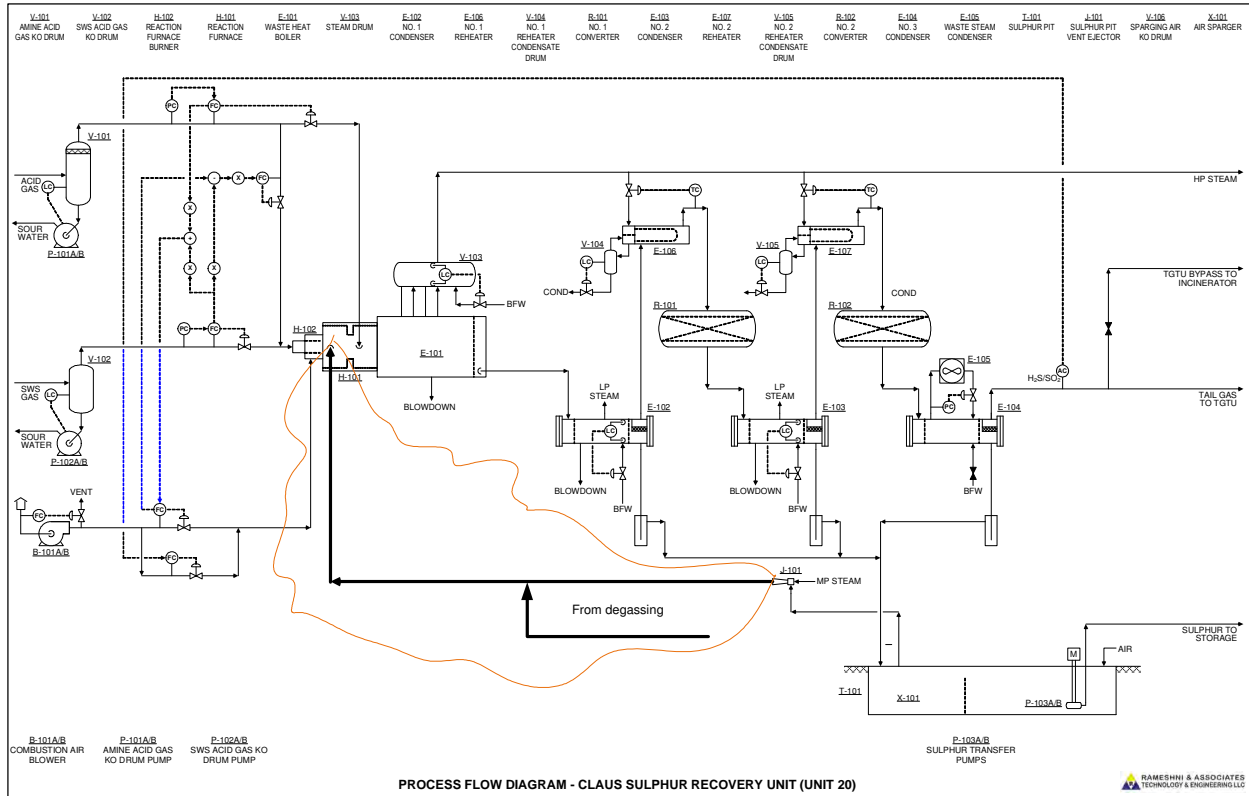 V-101
AMINE ACID
GAS KO DRUM
V-102
SWS ACID GAS
KO DRUM
H-102
REACTION
FURNACE
BURNER
H-101
REACTION
FURNACE
E-101
WASTE HEAT
BOILER
V-103
STEAM DRUM
E-102
NO. 1
CONDENSER
E-106
NO. 1
REHEATER
V-104
NO. 1
REHEATER
CONDENSATE
DRUM
R-101
NO. 1
CONVERTER
E-103
NO. 2
CONDENSER
E-107
NO. 2
REHEATER
V-105
NO. 2
REHEATER
CONDENSATE
DRUM
R-102
NO. 2
CONVERTER
E-104
NO. 3
CONDENSER
E-105
WASTE STEAM
CONDENSER
T-101
SULPHUR PIT
J-101
SULPHUR PIT
VENT EJECTOR
V-106
SPARGING AIR
KO DRUM
X-101
AIR SPARGER
PC
FC
V-101
ACID
GAS
LC
SOUR
WATER
P-101A/B
-
X
FC
X
+
X
X
HP STEAM
TC
TC
V-104
LC
E-106
COND
V-105
LC
E-107
V-103
LC
BFW
R-101
R-102
COND
TGTU BYPASS TO
INCINERATOR
PC
FC
H-102
H-101
E-101
BLOWDOWN
V-102
SWS
GAS
LC
SOUR
WATER
P-102A/B
E-105
PC
AC
H2S/SO2
TAIL GAS
TO TGTU
LP
STEAM
E-102
LC
BLOWDOWN
BFW
LP
STEAM
E-103
LC
BLOWDOWN
BFW
E-104
BFW
VENT
FC
B-101A/B
FC
FC
J-101
MP STEAM
From degassing
SULPHUR TO
STORAGE
M
AIR
T-101
X-101
P-103A/B
B-101A/B
COMBUSTION AIR
BLOWER
P-101A/B
AMINE ACID GAS
KO DRUM PUMP
P-102A/B
SWS ACID GAS KO
DRUM PUMP
P-103A/B
SULPHUR TRANSFER
PUMPS
PROCESS FLOW DIAGRAM - CLAUS SULPHUR RECOVERY UNIT (UNIT 20)
RAMESHNI & ASSOCIATES
TECHNOLOGY & ENGINEERING LLC